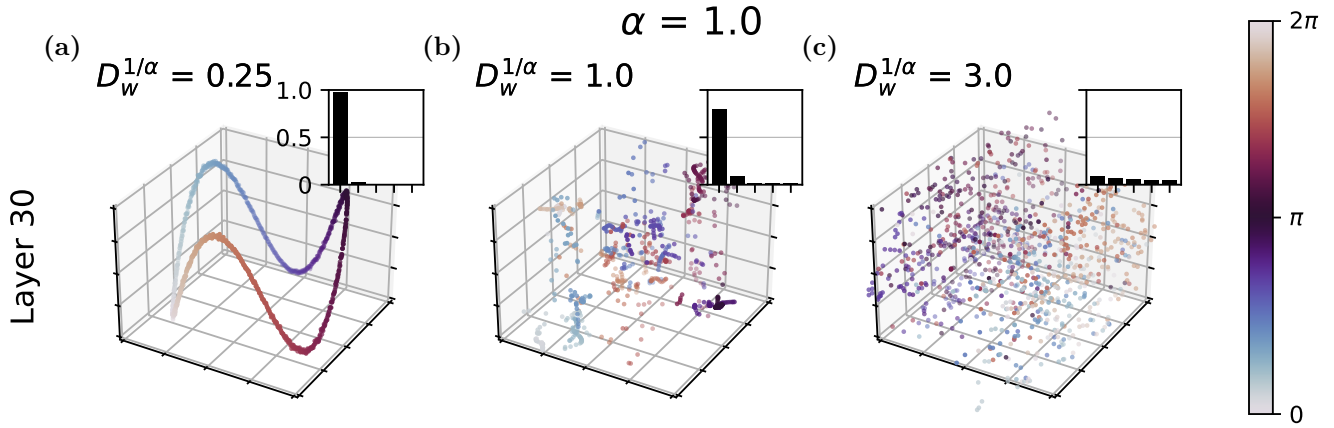 α = 1.0
(a)
D_w^{1/α} = 0.25
1.0
0.5
0
(b)
D_w^{1/α} = 1.0
(c)
D_w^{1/α} = 3.0
Layer 30
2π
π
0